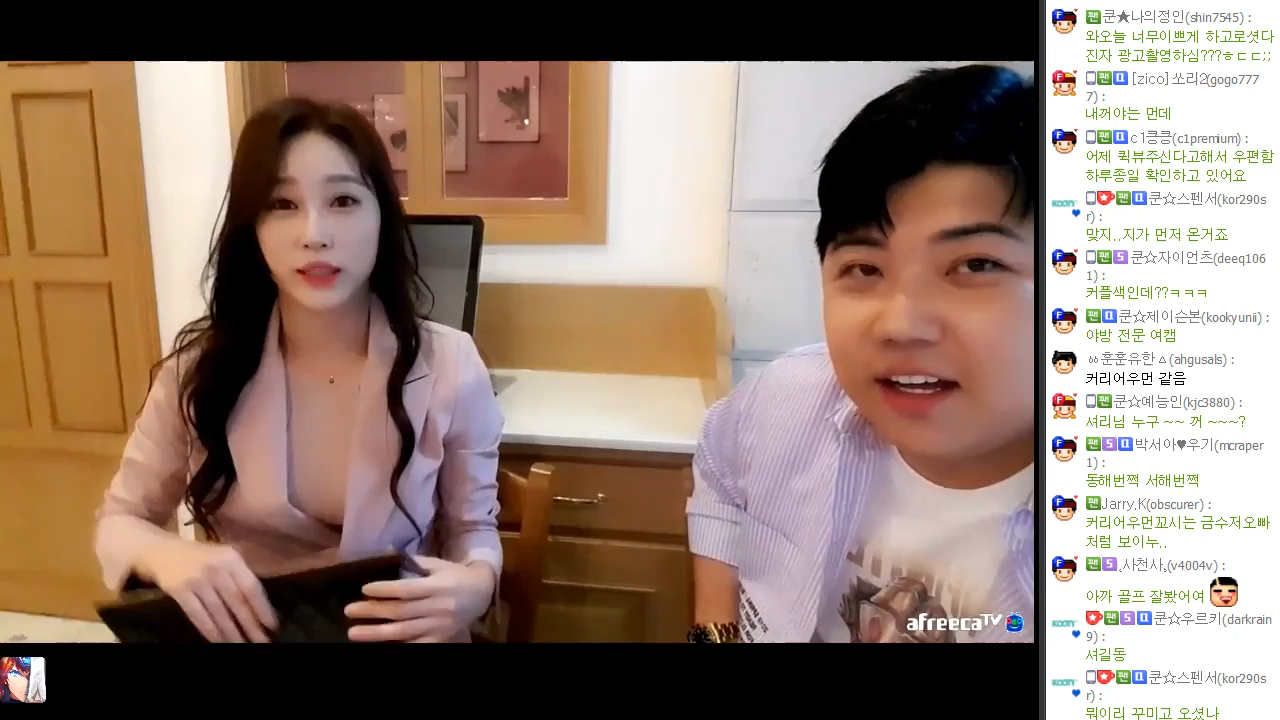 쿤★나의정인(shin7545) :
와오늘 너무이쁘게 하고로셧다
진자 광고촬영하심???ㅎㄷㄷ;;
[zico]쏘리2(gogo777
7) :
내꺼야는 먼데
c1킁킁(c1premium) :
어제 퀵뷰주신다고해서 우편함
하루종일 확인하고 있어요
쿤☆스펜서(kor290s
r) :
맞지..지가 먼저 온거죠
쿤☆자이언츠(deeq106
1) :
커플색인데??ㅋㅋㅋ
쿤☆제이슨본(kookyunii) :
야방 전문 여캠
훈훈유한△(ahgusals) :
커리어우먼 같음
쿤☆예능인(kjc3880) :
셔리님 누구 ~~ 꺼 ~~~?
박서아♥우기(mcraper
1) :
동해번쩍 서해번쩍
Jarry,K(obscurer) :
커리어우먼꼬시는 금수저오빠
처럼 보이누..
사천사(v4004v) :
아까 골프 잘봤어여
쿤☆우르키(darkrain
9) :
셔길동
쿤☆스펜서(kor290s
r) :
뭐이리 꾸미고 오셨나
afreecaTV